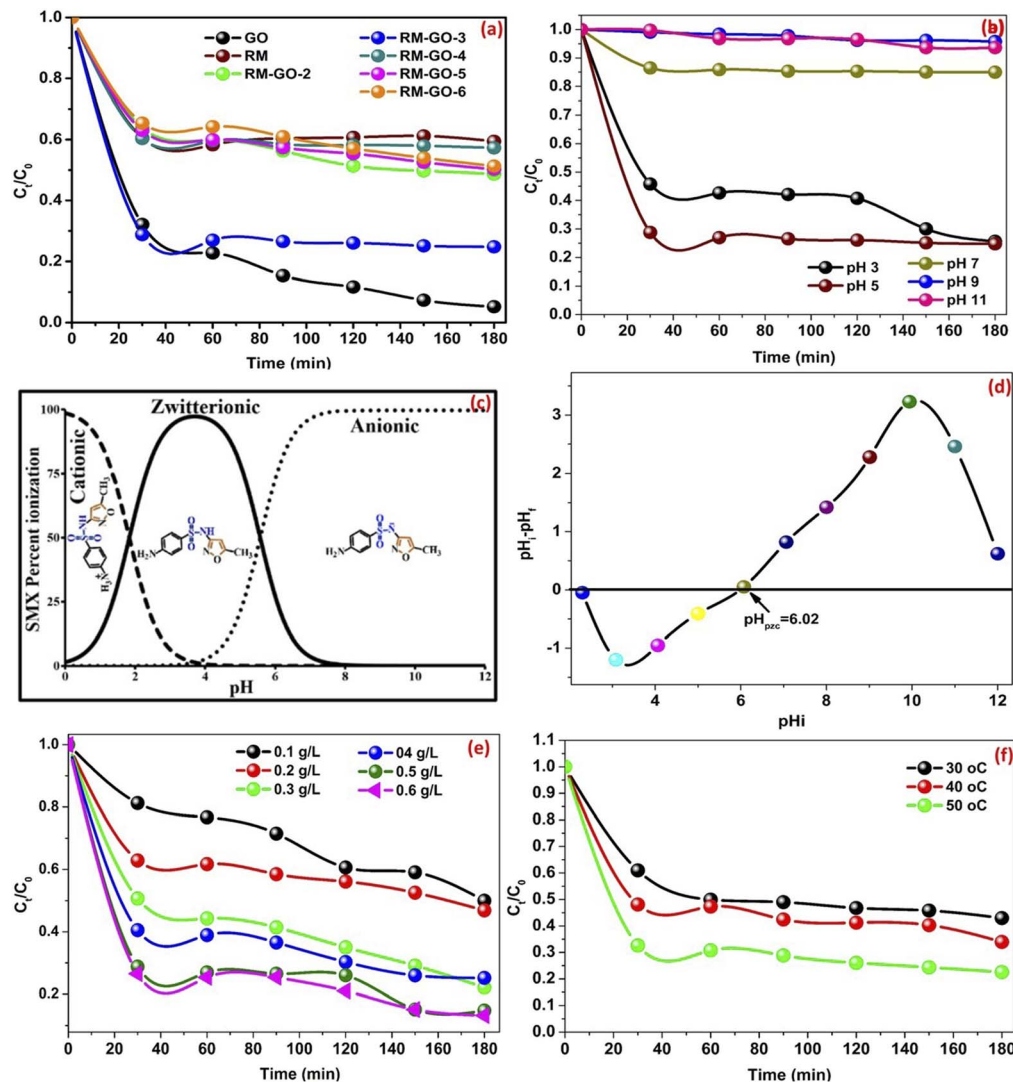 (a)
GO
RM
RM-GO-2
RM-GO-3
RM-GO-4
RM-GO-5
RM-GO-6
1.0
0.8
0.6
0.4
0.2
0.0
Ct/C0
0 20 40 60 80 100 120 140 160 180
Time (min)
(b)
1.0
0.9
0.8
0.7
0.6
0.5
0.4
0.3
0.2
0.1
0.0
Ct/C0
pH 3
pH 5
pH 7
pH 9
pH 11
0 20 40 60 80 100 120 140 160 180
Time (min)
(c)
100
75
50
25
0
SMX Percent ionization
Cationic
Zwitterionic
Anionic
CH3
O
N
NH
O
S
O
H3N
+
O
S
NH
O
H2N
N
O
CH3
O
S
O
H2N
N
O
CH3
0 2 4 6 8 10 12
pH
(d)
3
2
1
0
-1
pHi-pHf
pHpzc=6.02
4 6 8 10 12
pHi
(e)
0.1 g/L
0.2 g/L
0.3 g/L
04 g/L
0.5 g/L
0.6 g/L
1.0
0.8
0.6
0.4
0.2
Ct/C0
0 20 40 60 80 100 120 140 160 180
Time (min)
(f)
30 oC
40 oC
50 oC
1.1
1.0
0.9
0.8
0.7
0.6
0.5
0.4
0.3
0.2
0.1
0.0
Ct/C0
0 20 40 60 80 100 120 140 160 180
Time (min)